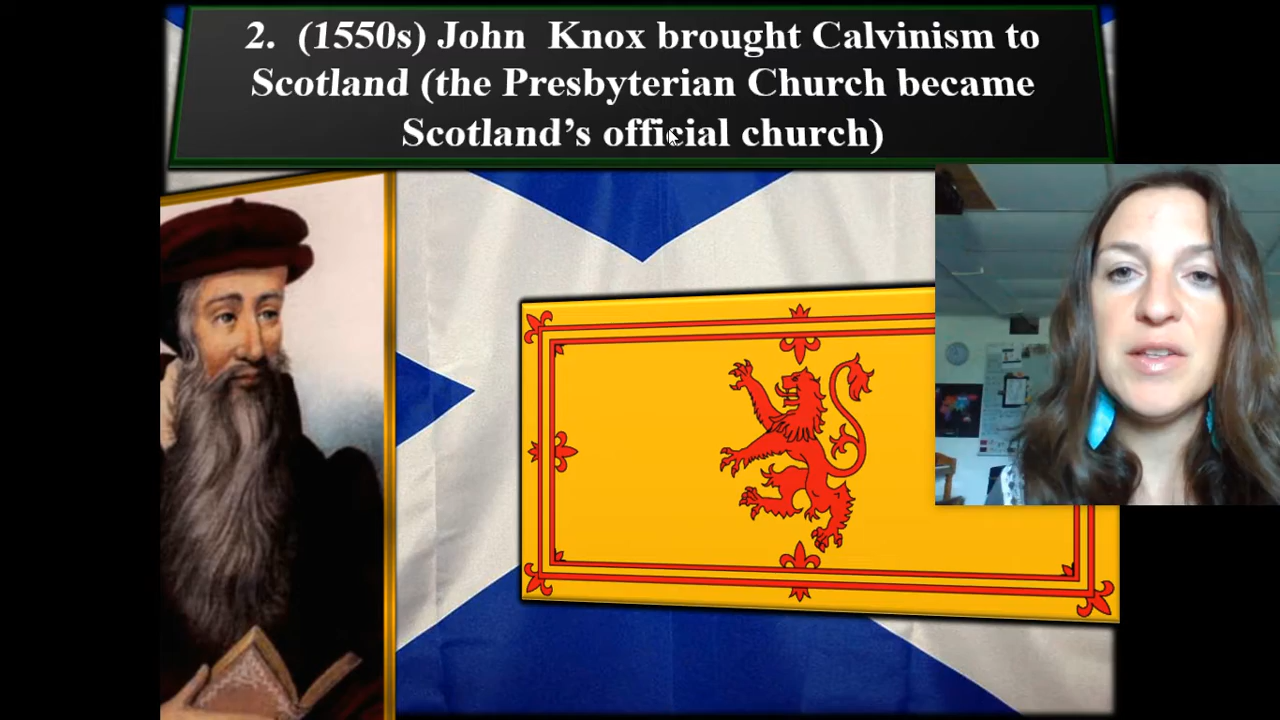 2. (1550s) John Knox brought Calvinism to
Scotland (the Presbyterian Church became
Scotland’s official church)